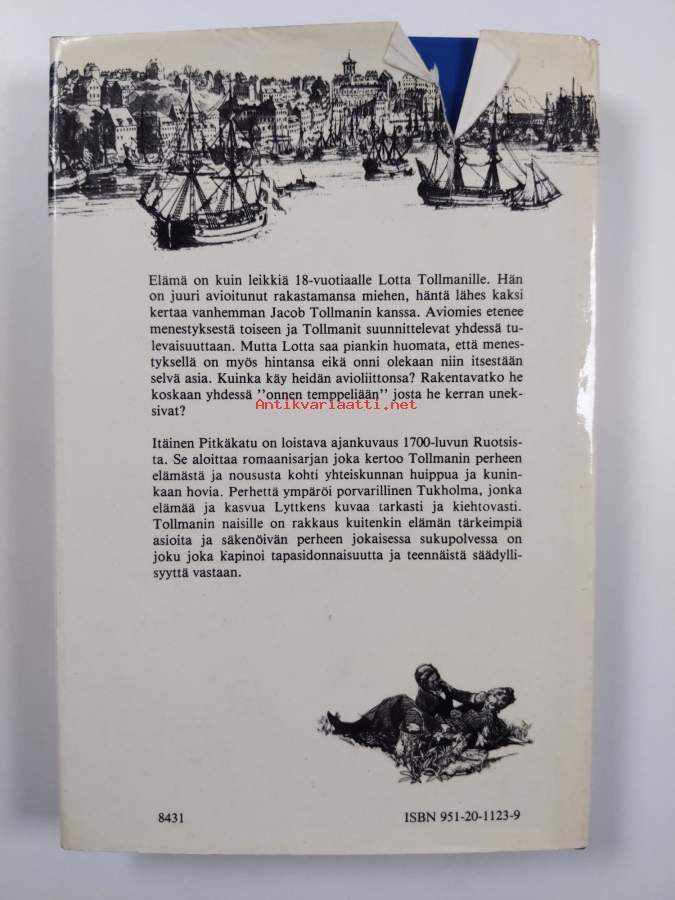 Elämä on kuin leikkiä 18-vuotiaalle Lotta Tollmanille. Hän
on juuri avioitunut rakastamansa miehen, häntä lähes kaksi
kertaa vanhemman Jacob Tollmanin kanssa. Aviomies etenee
menestyksestä toiseen ja Tollmanit suunnittelevat yhdessä tu-
levaisuuttaan. Mutta Lotta saa piankin huomata, että menes-
tyksellä on myös hintansa eikä onni olekaan niin itsestään
selvä asia. Kuinka käy heidän avioliittonsa? Rakentavatko he
koskaan yhdessä "onnen temppeliään" josta he kerran unek-
Antikvariaatti.net
sivat?
Itäinen Pitkäkatu on loistava ajankuvaus 1700-luvun Ruotsis-
ta. Se aloittaa romaanisarjan joka kertoo Tollmanin perheen
elämästä ja noususta kohti yhteiskunnan huippua ja kunin-
kaan hovia. Perhettä ympäröi porvarillinen Tukholma, jonka
elämää ja kasvua Lyttkens kuvaa tarkasti ja kiehtovasti.
Tollmanin naisille on rakkaus kuitenkin elämän tärkeimpiä
asioita ja säkenöivän perheen jokaisessa sukupolvessa on
joku joka kapinoi tapasidonnaisuutta ja teennäistä säädylli-
syyttä vastaan.
8431
ISBN 951-20-1123-9